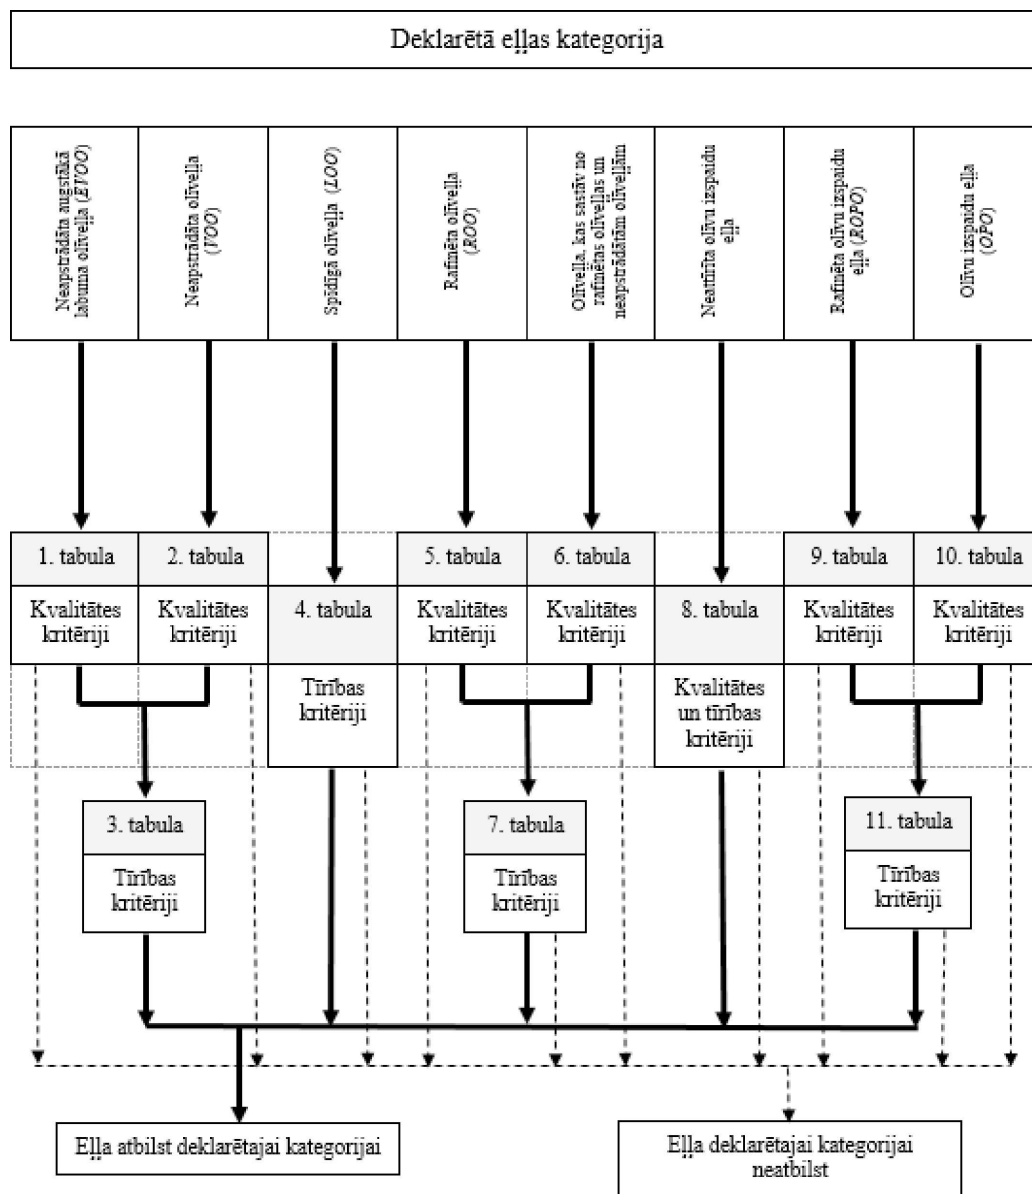 Deklarētā eļļas kategorija
Neapstrādāta augstākā
labuma olīveļļa (EVOO)
Neapstrādāta olīveļļa
(VOO)
Spīdīgā olīveļļa (LOO)
Rafinēta olīveļļa
(ROO)
Olīveļļa, kas sastāv no
rafinētas olīveļļas un
neapstrādātām olīveļļām
Neattīrīta olīvu izspaidu
eļļa
Rafinēta olīvu izspaidu
eļļa (ROPO)
Olīvu izspaidu eļļa
(OPO)
1. tabula
Kvalitātes
kritēriji
2. tabula
Kvalitātes
kritēriji
4. tabula
Tīrības
kritēriji
5. tabula
Kvalitātes
kritēriji
6. tabula
Kvalitātes
kritēriji
8. tabula
Kvalitātes
un tīrības
kritēriji
9. tabula
Kvalitātes
kritēriji
10. tabula
Kvalitātes
kritēriji
3. tabula
Tīrības
kritēriji
7. tabula
Tīrības
kritēriji
11. tabula
Tīrības
kritēriji
Eļļa atbilst deklarētajai kategorijai
Eļļa deklarētajai kategorijai
neatbilst